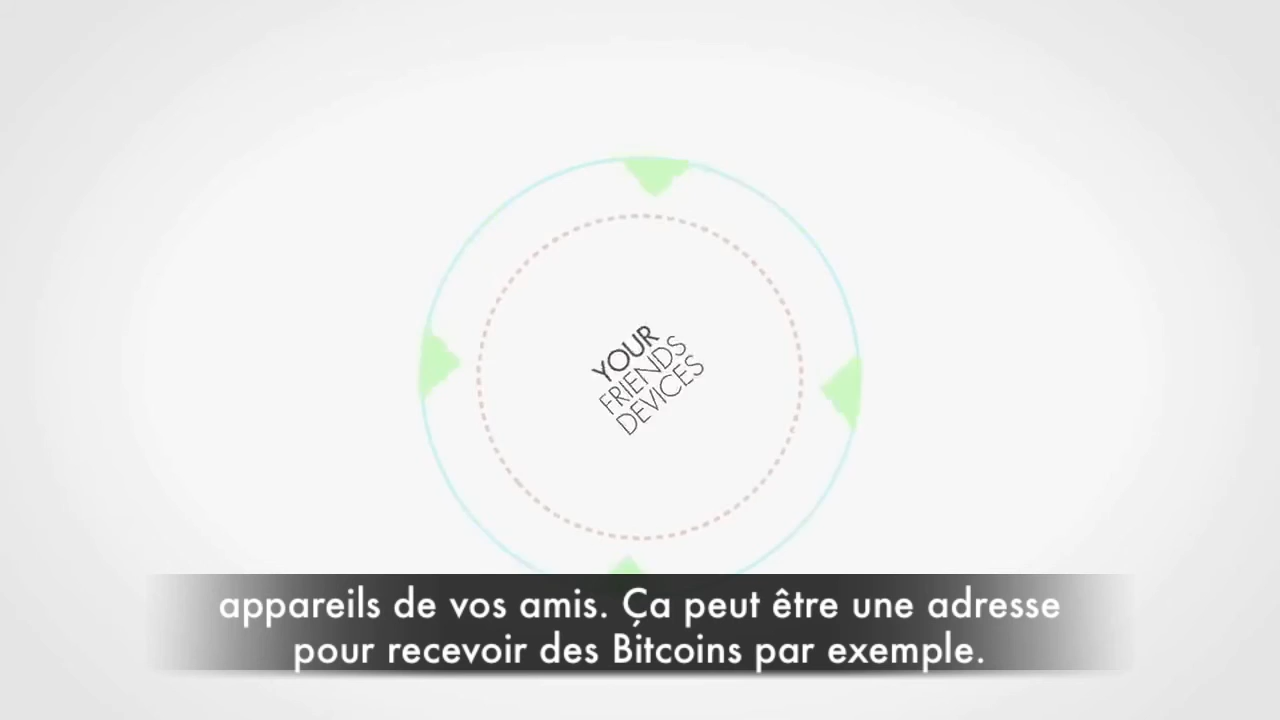 YOUR
FRIENDS
DEVICES
appareils de vos amis. Ça peut être une adresse
pour recevoir des Bitcoins par exemple.